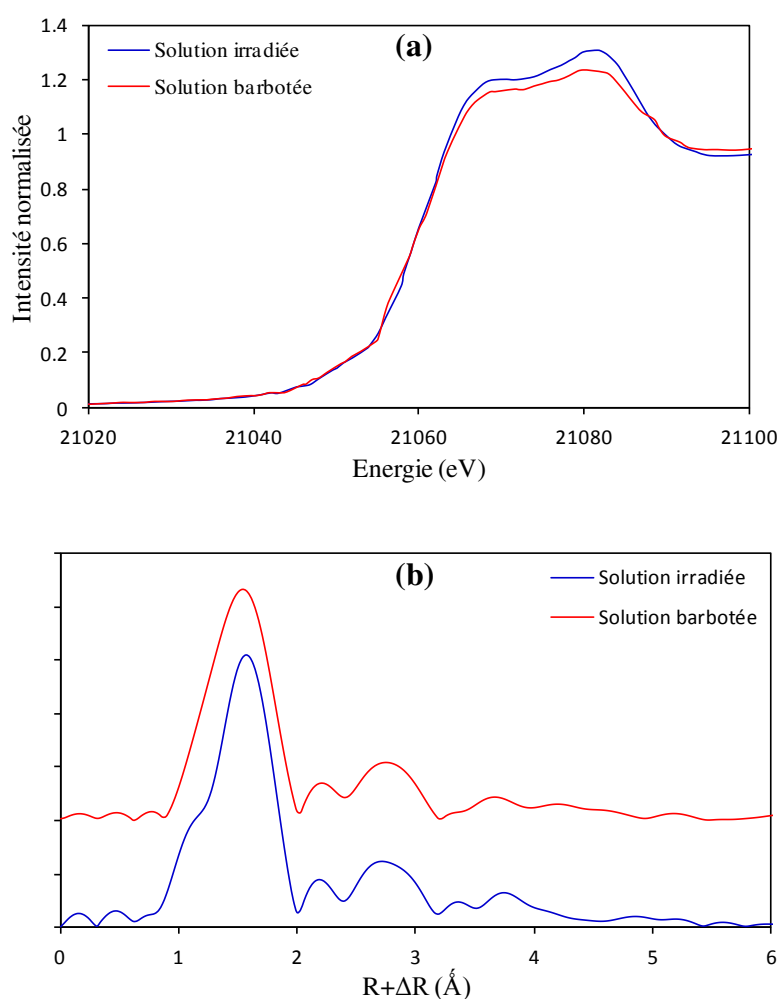 1.4
(a)
Solution irradiée
1.2
Solution barbotée
1
0.8
0.6
0.4
0.2
0
Intensité normalisée
21020 21040 21060 21080 21100
Energie (eV)
(b)
Solution irradiée
Solution barbotée
0 1 2 3 4 5 6
R+ΔR (Ǻ)